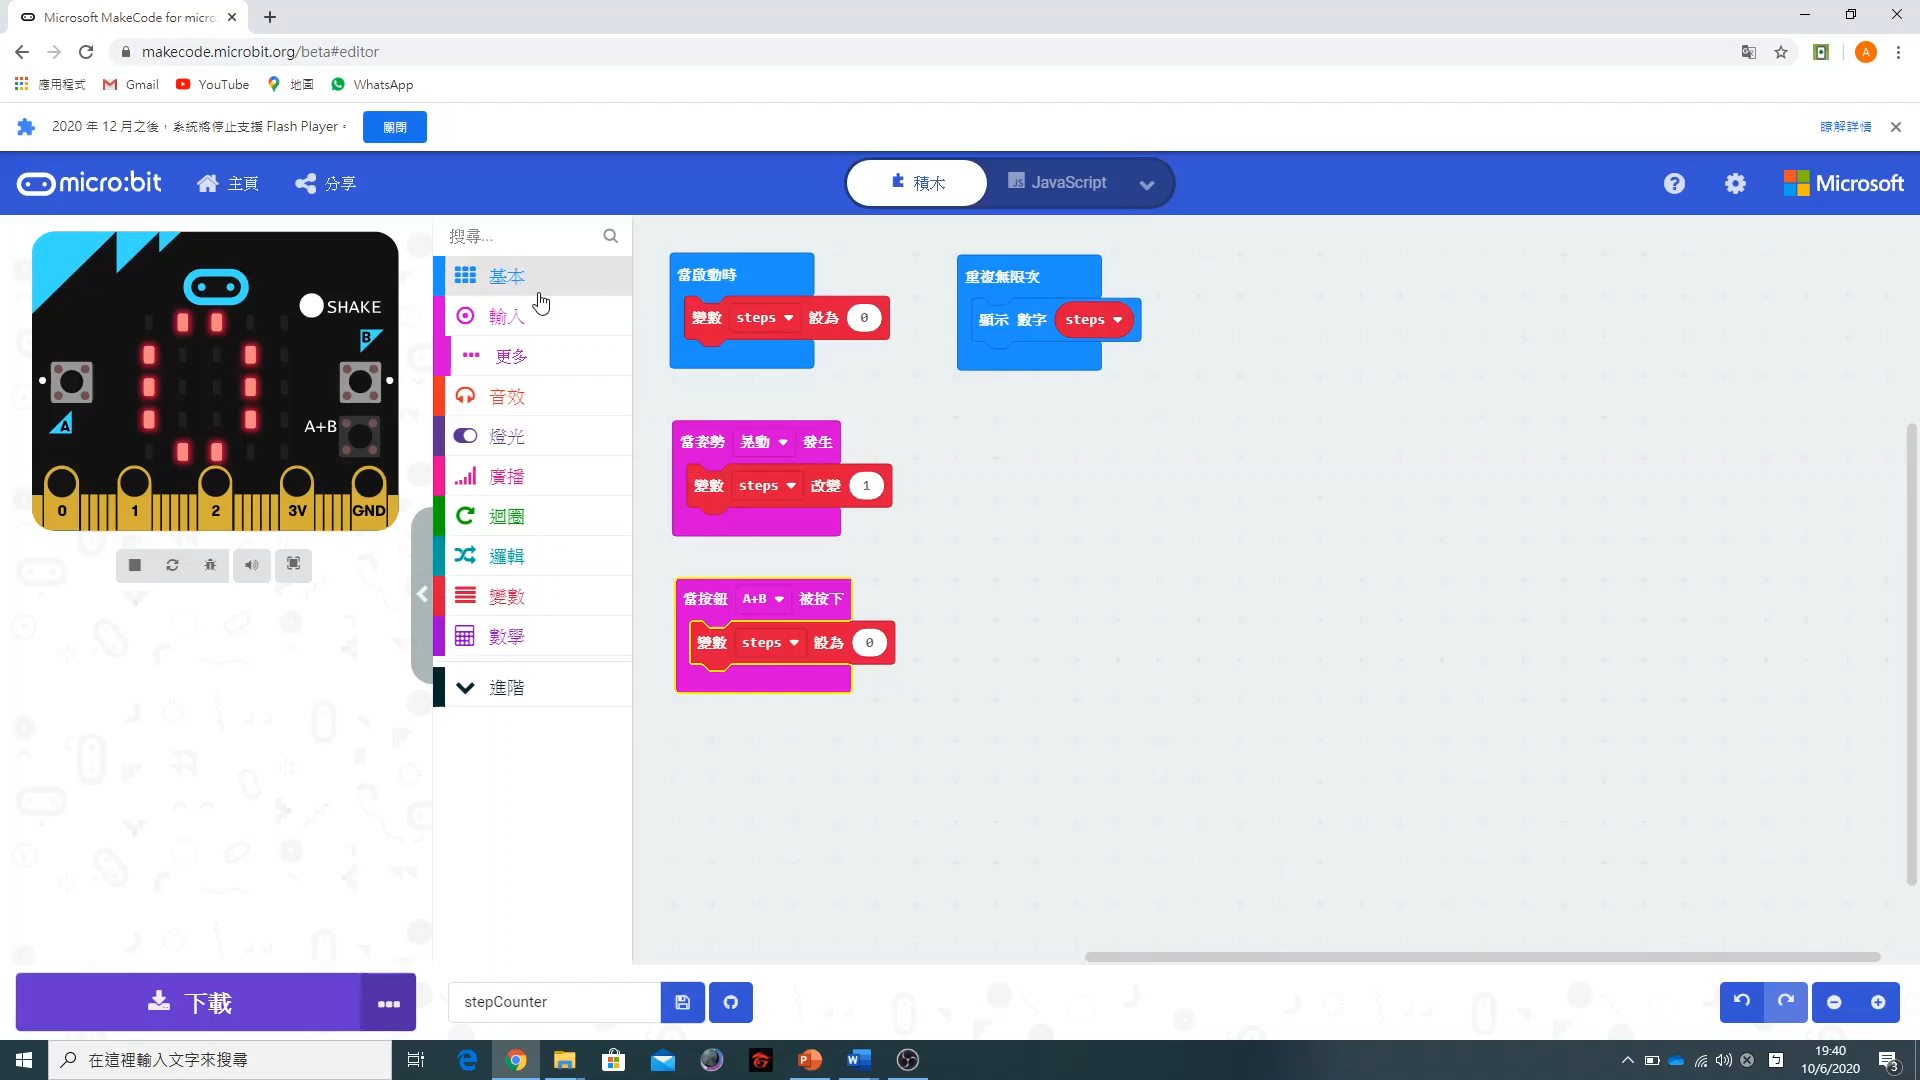 Microsoft MakeCode for micro:
makecode.microbit.org/beta#editor
應用程式 Gmail YouTube 地圖 WhatsApp
2020 年 12 月之後，系統將停止支援 Flash Player。 關閉 瞭解詳情
micro:bit 主頁 分享 積木 JS JavaScript Microsoft
搜尋...
基本
輸入
更多
音效
燈光
廣播
迴圈
邏輯
變數
數學
進階
SHAKE
B
A
A+B
0 1 2 3V GND
當啟動時
變數 steps 設為 0
重複無限次
顯示 數字 steps
當姿勢 晃動 發生
變數 steps 改變 1
當按鈕 A+B 被按下
變數 steps 設為 0
下載
stepCounter
在這裡輸入文字來搜尋
19:40
10/6/2020
3